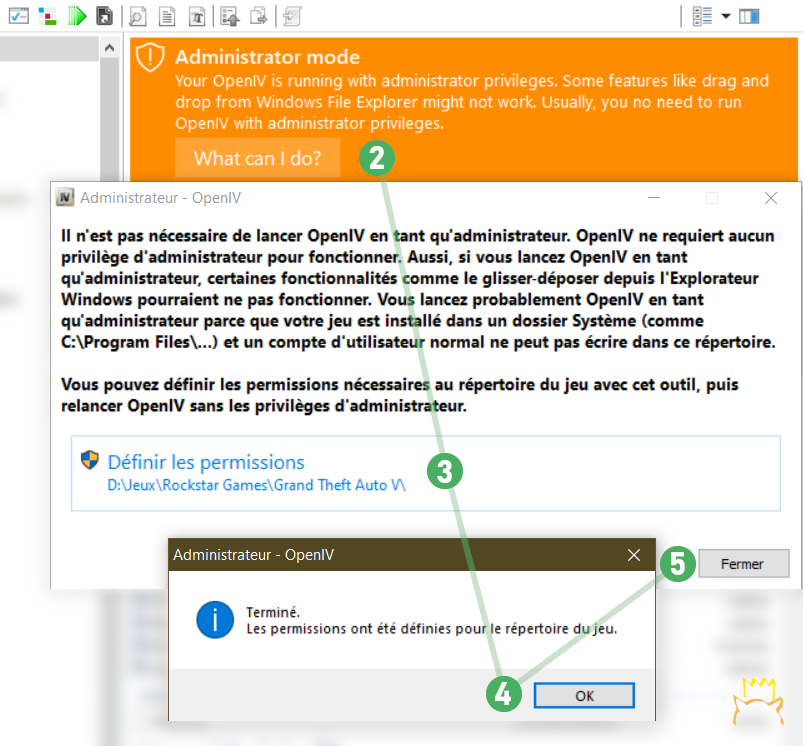 Administrator mode
Your OpenIV is running with administrator privileges. Some features like drag and
drop from Windows File Explorer might not work. Usually, you no need to run
OpenIV with administrator privileges.
What can I do?
2
IV
Administrateur - OpenIV
Il n'est pas nécessaire de lancer OpenIV en tant qu'administrateur. OpenIV ne requiert aucun
privilège d'administrateur pour fonctionner. Aussi, si vous lancez OpenIV en tant
qu'administrateur, certaines fonctionnalités comme le glisser-déposer depuis l'Explorateur
Windows pourraient ne pas fonctionner. Vous lancez probablement OpenIV en tant
qu'administrateur parce que votre jeu est installé dans un dossier Système (comme
C:\Program Files\...) et un compte d'utilisateur normal ne peut pas écrire dans ce répertoire.
Vous pouvez définir les permissions nécessaires au répertoire du jeu avec cet outil, puis
relancer OpenIV sans les privilèges d'administrateur.
Définir les permissions
D:\Jeux\Rockstar Games\Grand Theft Auto V\
3
Administrateur - OpenIV
5
Fermer
Terminé.
Les permissions ont été définies pour le répertoire du jeu.
4
OK